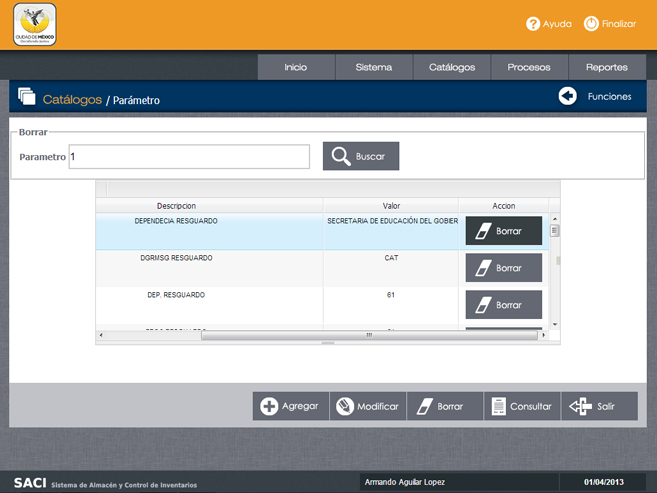 CIUDAD DE MÉXICO
Ayuda
Finalizar
Inicio
Sistema
Catálogos
Procesos
Reportes
Catálogos / Parámetro
Funciones
Borrar
Parametro 1
Buscar
Descripcion Valor Accion
DEPENDECIA RESGUARDO SECRETARIA DE EDUCACIÓN DEL GOBIER Borrar
DGRMSG RESGUARDO CAT Borrar
DEP. RESGUARDO 61 Borrar
Agregar
Modificar
Borrar
Consultar
Salir
SACI Sistema de Almacén y Control de Inventarios
Armando Aguilar Lopez
01/04/2013